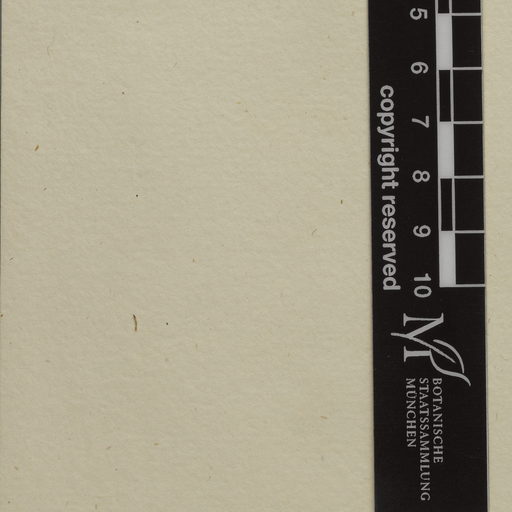 5
6
7
8
9
10
copyright reserved
M
BOTANISCHE
STAATSSAMMLUNG
MÜNCHEN